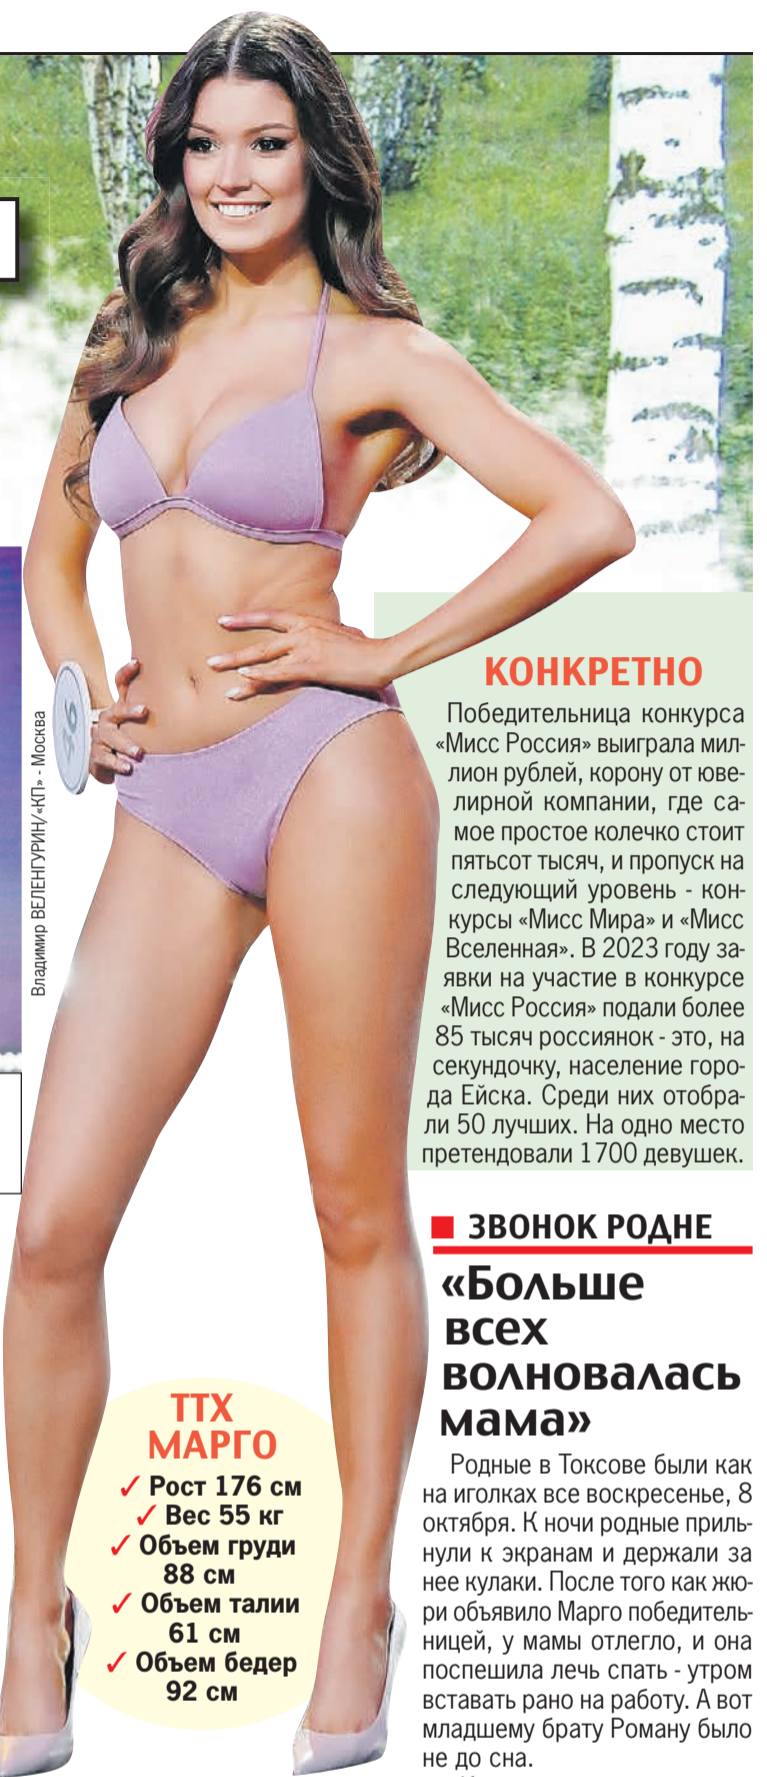 46
Владимир ВЕЛЕНГУРИН/«КП» - Москва
КОНКРЕТНО
Победительница конкурса
«Мисс Россия» выиграла мил-
лион рублей, корону от юве-
лирной компании, где са-
мое простое колечко стоит
пятьсот тысяч, и пропуск на
следующий уровень - кон-
курсы «Мисс Мира» и «Мисс
Вселенная». В 2023 году за-
явки на участие в конкурсе
«Мисс Россия» подали более
85 тысяч россиянок - это, на
секундочку, население горо-
да Ейска. Среди них отобра-
ли 50 лучших. На одно место
претендовали 1700 девушек.
ЗВОНОК РОДНЕ
«Больше
всех
волновалась
мама»
Родные в Токсове были как
на иголках все воскресенье, 8
октября. К ночи родные приль-
нули к экранам и держали за
нее кулаки. После того как жю-
ри объявило Марго победитель-
ницей, у мамы отлегло, и она
поспешила лечь спать - утром
вставать рано на работу. А вот
младшему брату Роману было
не до сна.
ТТХ
МАРГО
✓ Рост 176 см
✓ Вес 55 кг
✓ Объем груди
88 см
✓ Объем талии
61 см
✓ Объем бедер
92 см